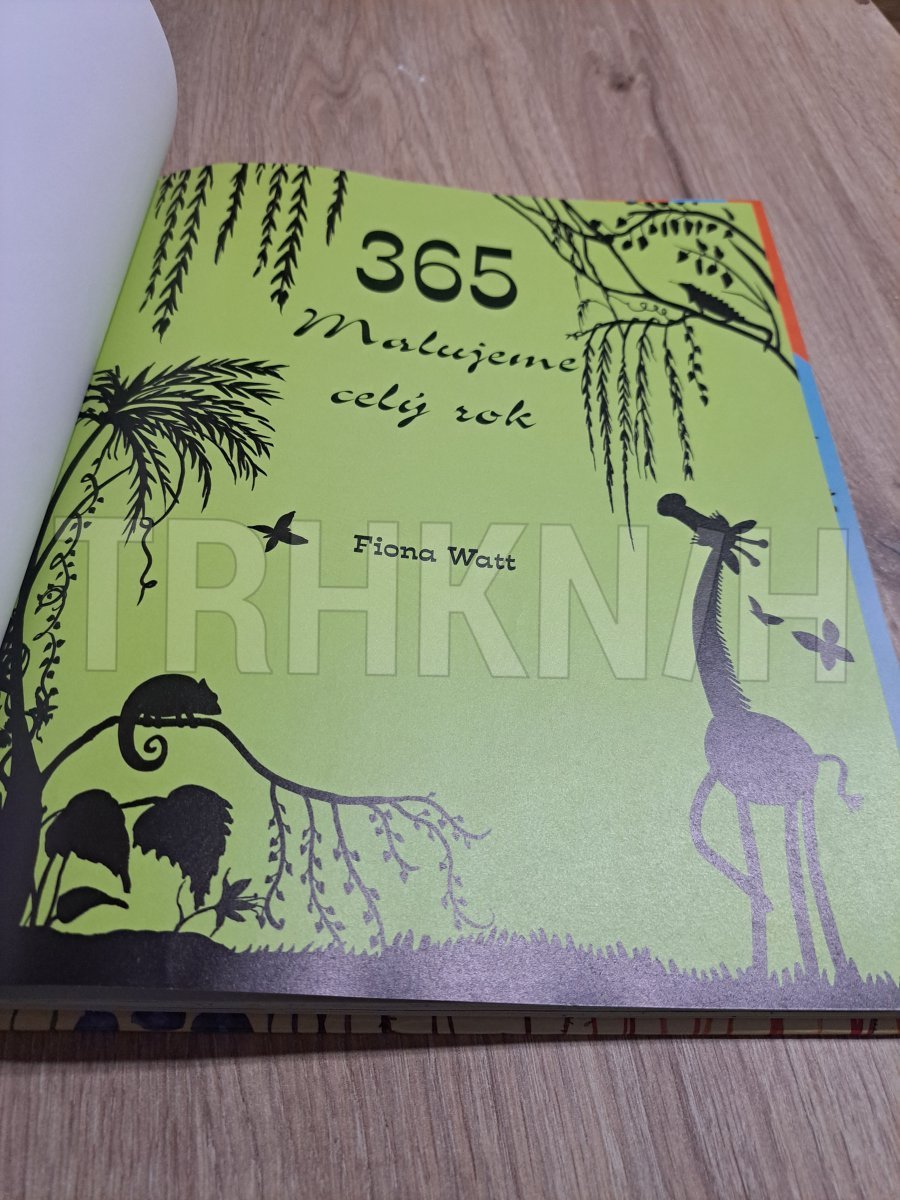 365
Malujeme
celý rok
Fiona Watt
TRHKNIH